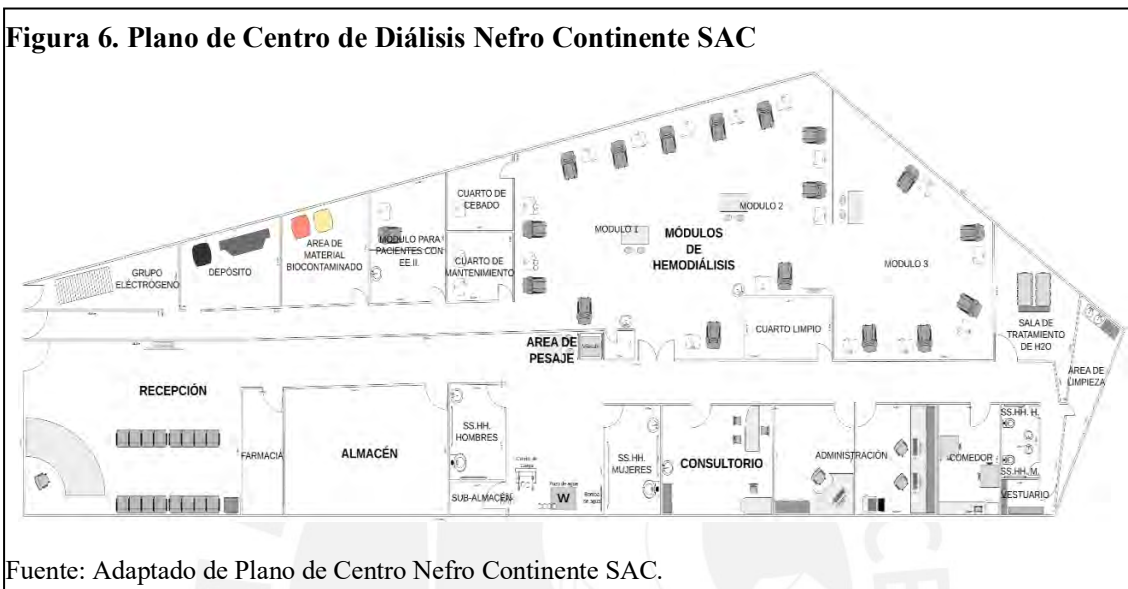 Figura 6. Plano de Centro de Diálisis Nefro Continente SAC
CUARTO DE
CEBADO
MODULO 2
MODULO 1
MÓDULOS
DE
HEMODIÁLISIS
MODULO 3
AREA DE
MATERIAL
BIOCONTAMINADO
MODULO PARA
PACIENTES CON
EE.II.
CUARTO DE
MANTENIMIENTO
GRUPO
ELÉCTROGENO
DEPÓSITO
CUARTO LIMPIO
SALA DE
TRATAMIENTO
DE H2O
AREA DE
PESAJE
AREA DE
LIMPIEZA
RECEPCIÓN
FARMACIA
ALMACÉN
SS.HH.
HOMBRES
SUB-ALMACÉN
W
SS.HH.
MUJERES
CONSULTORIO
ADMINISTRACIÓN
COMEDOR
SS.HH. H.
SS.HH. M.
VESTUARIO
Fuente: Adaptado de Plano de Centro Nefro Continente SAC.